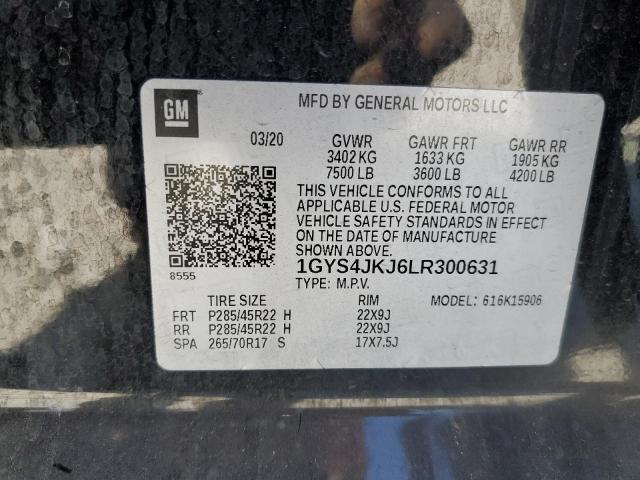 GM
MFD BY GENERAL MOTORS LLC
03/20 GVWR GAWR FRT GAWR RR
3402 KG 1633 KG 1905 KG
7500 LB 3600 LB 4200 LB
THIS VEHICLE CONFORMS TO ALL
APPLICABLE U.S. FEDERAL MOTOR
VEHICLE SAFETY STANDARDS IN EFFECT
ON THE DATE OF MANUFACTURE
SHOWN ABOVE.
8555 1GYS4JKJ6LR300631
TYPE: M.P.V.
TIRE SIZE RIM MODEL: 616K15906
FRT P285/45R22 H 22X9J
RR P285/45R22 H 22X9J
SPA 265/70R17 S 17X7.5J